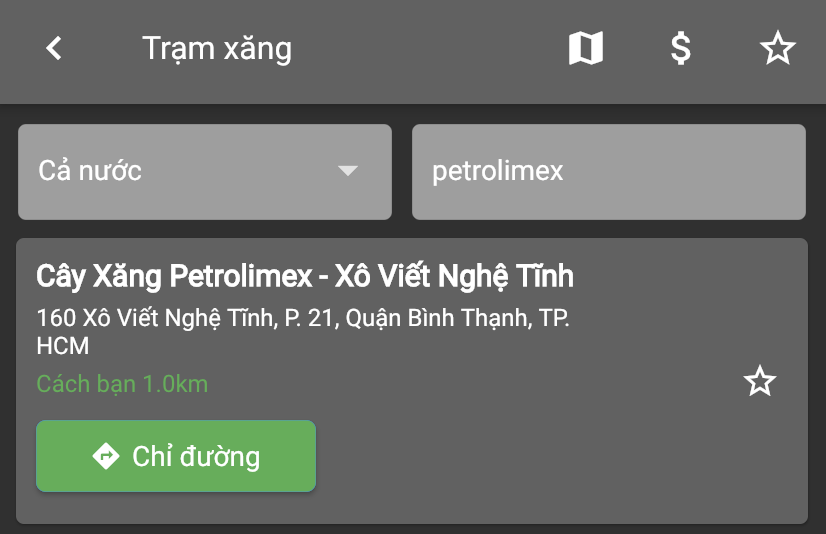 Trạm xăng
Cả nước
petrolimex
Cây Xăng Petrolimex - Xô Viết Nghệ Tĩnh
160 Xô Viết Nghệ Tĩnh, P. 21, Quận Bình Thạnh, TP.
HCM
Cách bạn 1.0km
Chỉ đường